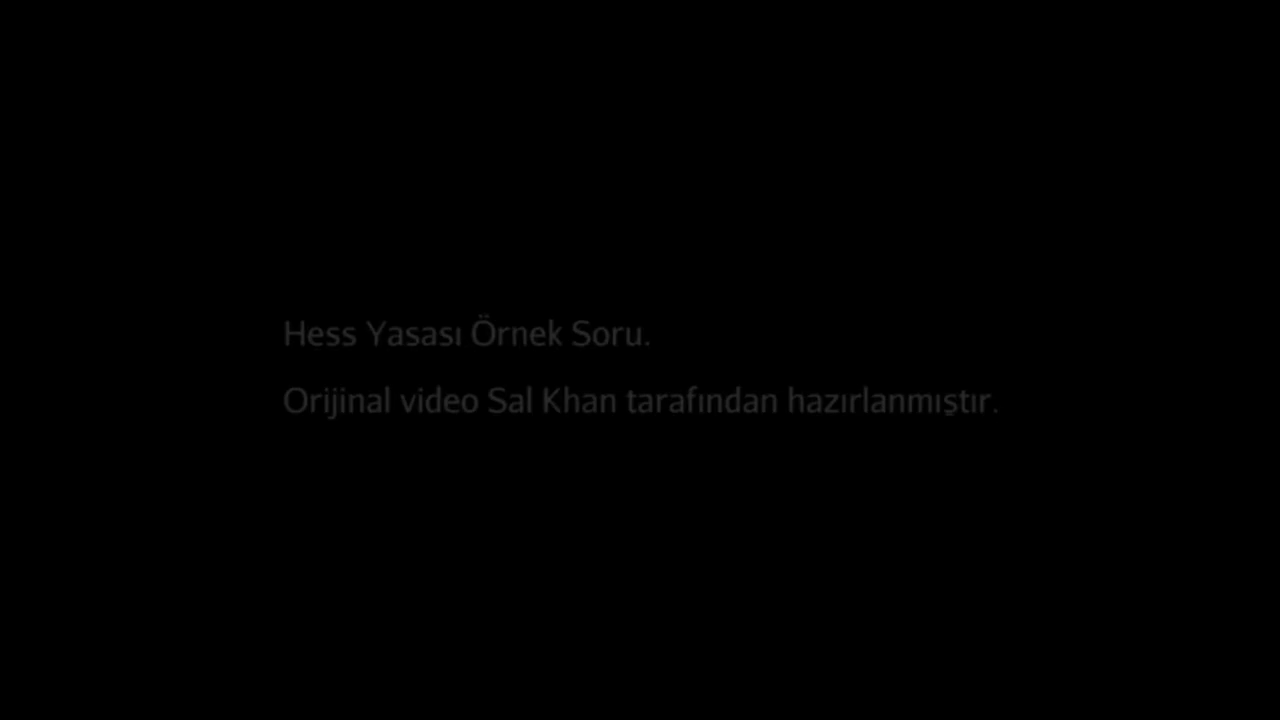 Hess Yasası Örnek Soru.
Orijinal video Sal Khan tarafından hazırlanmıştır.